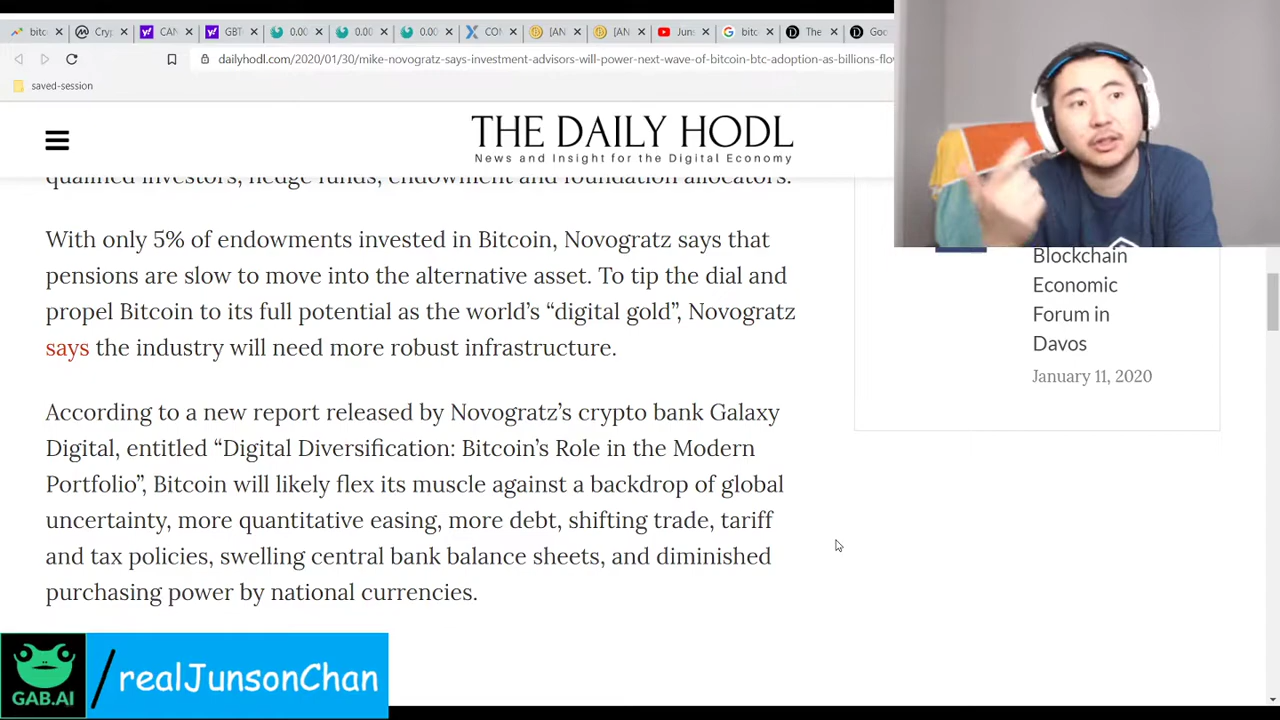 bitc
Cryp
CAN
GBT
0.00
0.00
0.00
CON
[AN
[AN
Juns
bitc
The
Goo
dailyhodl.com/2020/01/30/mike-novogratz-says-investment-advisors-will-power-next-wave-of-bitcoin-btc-adoption-as-billions-flo
saved-session
THE DAILY HODL
News and Insight for the Digital Economy
qualified investors, hedge funds, endowment and foundation allocators.
With only 5% of endowments invested in Bitcoin, Novogratz says that
pensions are slow to move into the alternative asset. To tip the dial and
propel Bitcoin to its full potential as the world’s “digital gold”, Novogratz
says the industry will need more robust infrastructure.
According to a new report released by Novogratz’s crypto bank Galaxy
Digital, entitled “Digital Diversification: Bitcoin’s Role in the Modern
Portfolio”, Bitcoin will likely flex its muscle against a backdrop of global
uncertainty, more quantitative easing, more debt, shifting trade, tariff
and tax policies, swelling central bank balance sheets, and diminished
purchasing power by national currencies.
Blockchain
Economic
Forum in
Davos
January 11, 2020
GAB.AI
/realJunsonChan